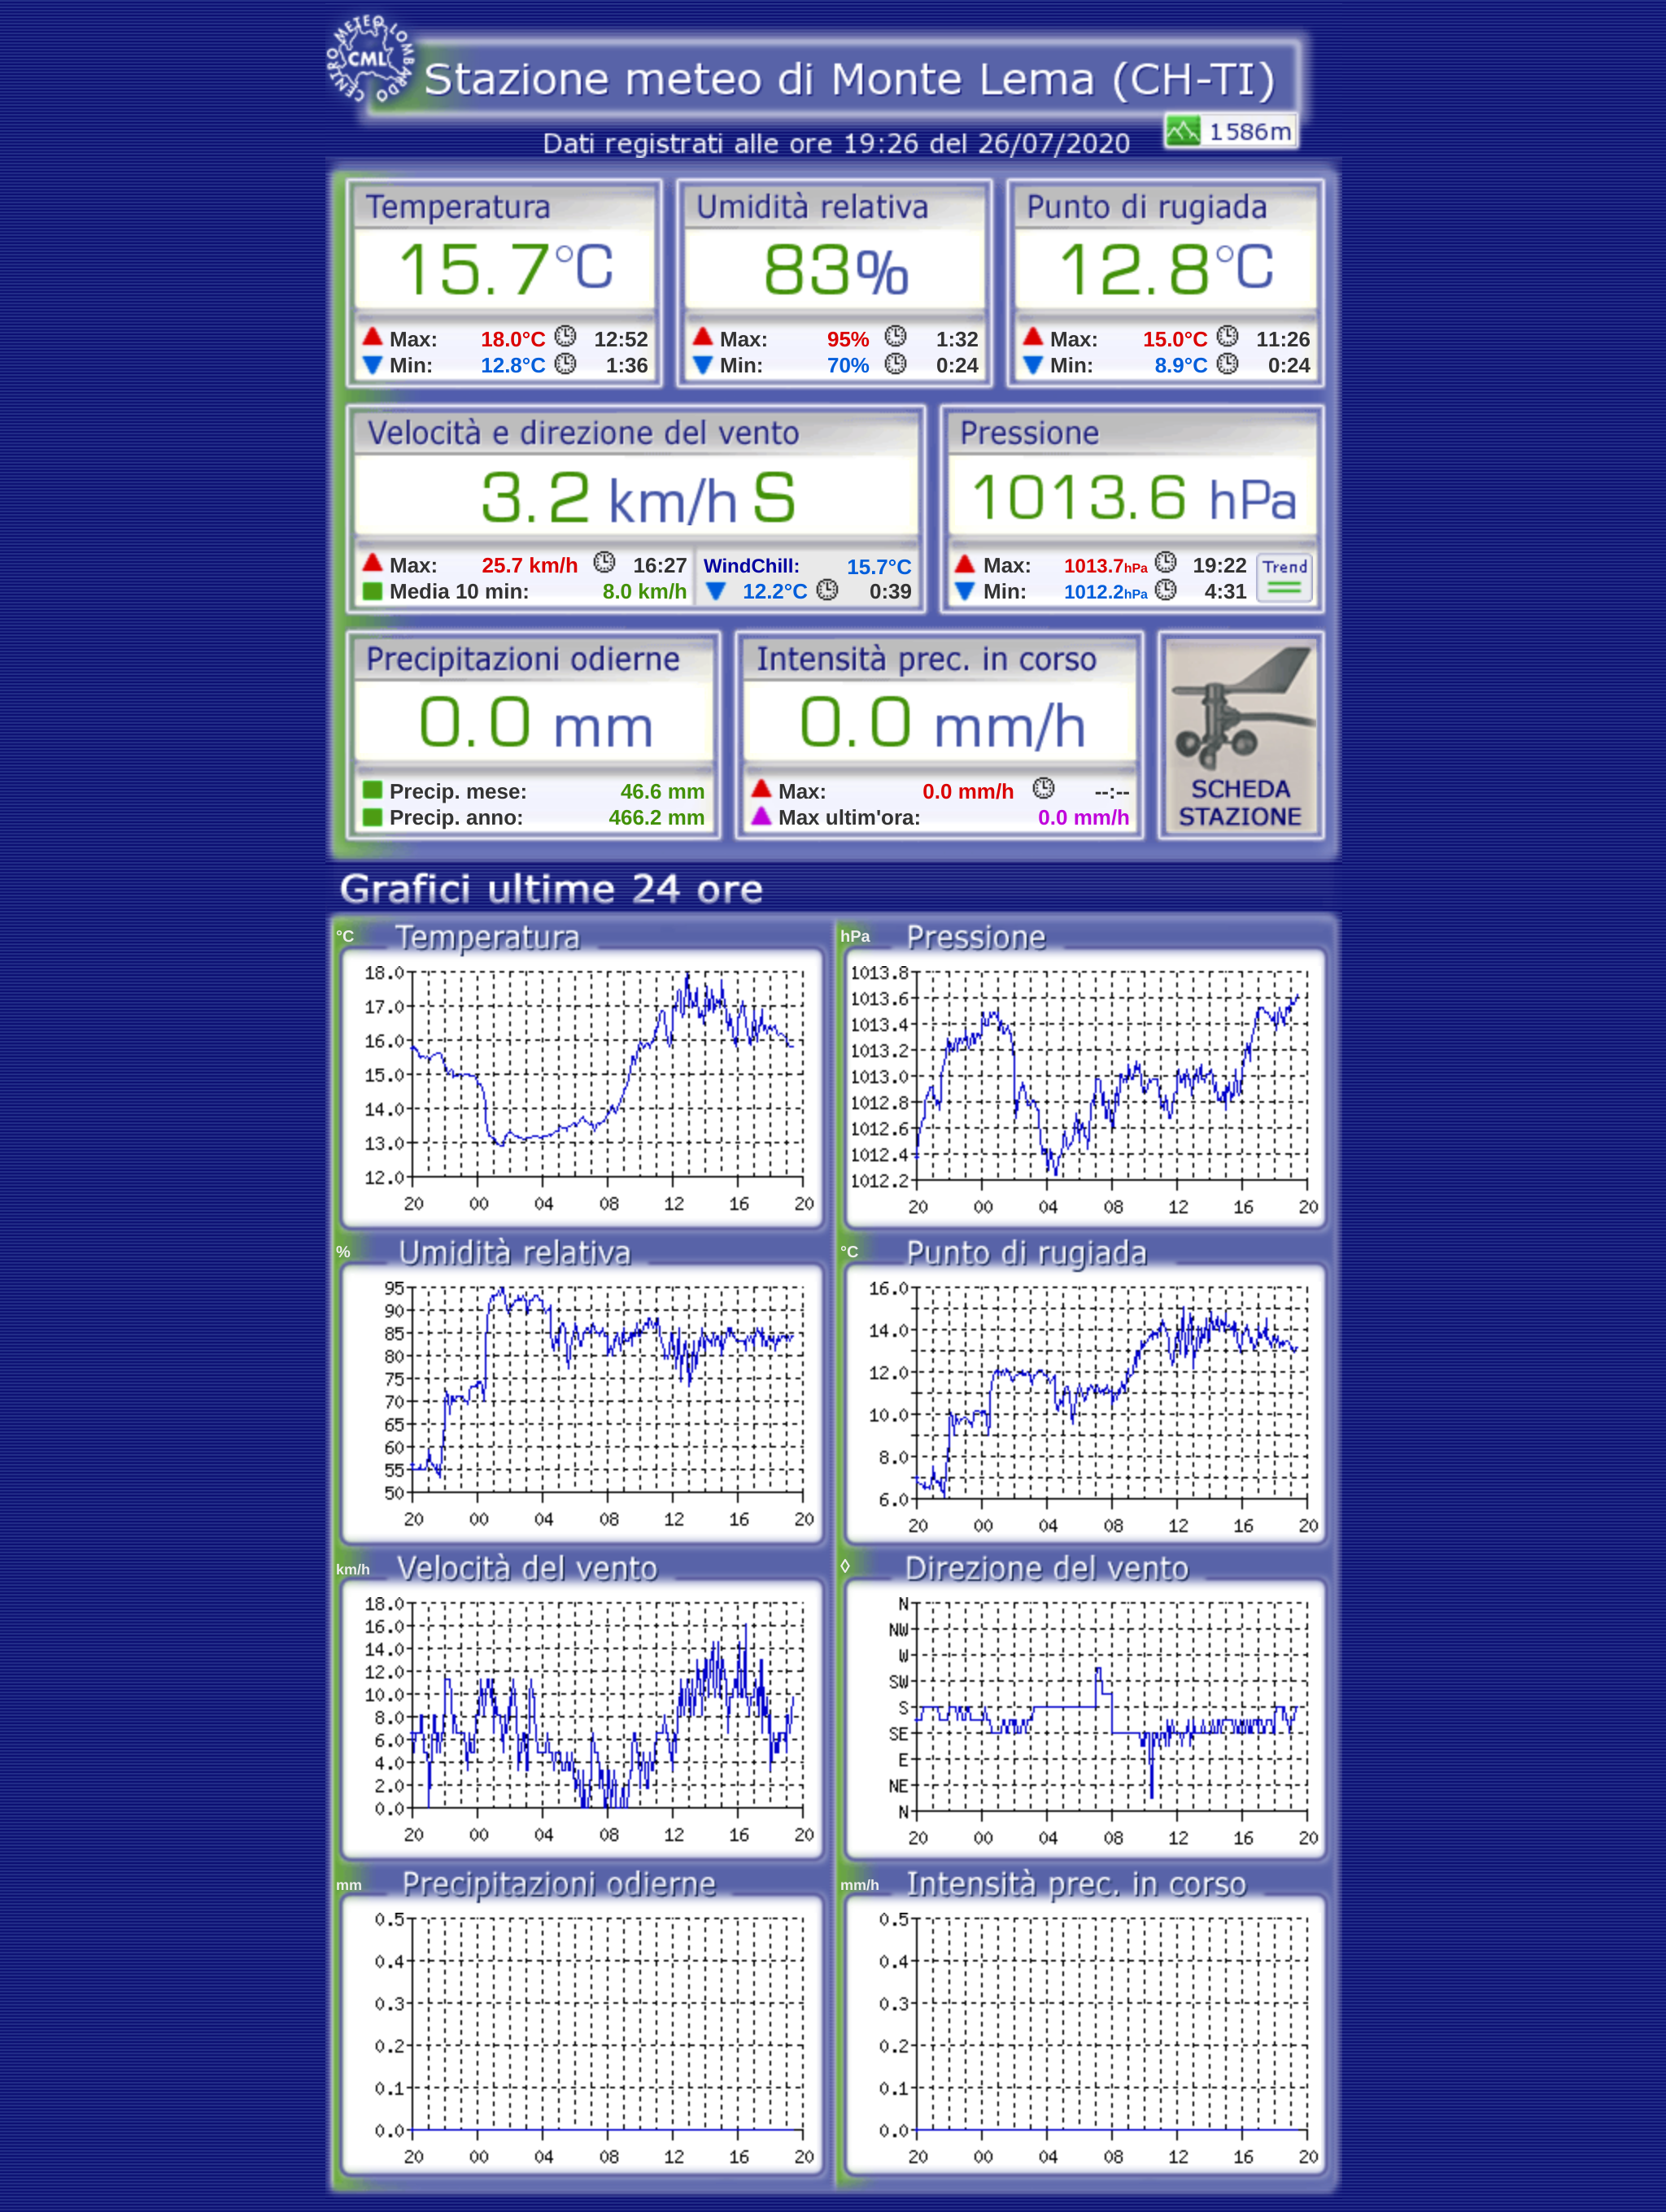 CENTRO METEO LOMBARDO
CML
Stazione meteo di Monte Lema (CH-TI)
Dati registrati alle ore 19:26 del 26/07/2020
1586m
Temperatura
15.7°C
Max: 18.0°C 12:52
Min: 12.8°C 1:36
Umidità relativa
83%
Max: 95% 1:32
Min: 70% 0:24
Punto di rugiada
12.8°C
Max: 15.0°C 11:26
Min: 8.9°C 0:24
Velocità e direzione del vento
3.2 km/h S
Max: 25.7 km/h 16:27
Media 10 min: 8.0 km/h
WindChill: 15.7°C
12.2°C 0:39
Pressione
1013.6 hPa
Max: 1013.7hPa 19:22
Min: 1012.2hPa 4:31
Trend
Precipitazioni odierne
0.0 mm
Precip. mese: 46.6 mm
Precip. anno: 466.2 mm
Intensità prec. in corso
0.0 mm/h
Max: 0.0 mm/h --:--
Max ultim'ora: 0.0 mm/h
SCHEDA
STAZIONE
Grafici ultime 24 ore
°C Temperatura
18.0
17.0
16.0
15.0
14.0
13.0
12.0
20 00 04 08 12 16 20
hPa Pressione
1013.8
1013.6
1013.4
1013.2
1013.0
1012.8
1012.6
1012.4
1012.2
20 00 04 08 12 16 20
% Umidità relativa
95
90
85
80
75
70
65
60
55
50
20 00 04 08 12 16 20
°C Punto di rugiada
16.0
14.0
12.0
10.0
8.0
6.0
20 00 04 08 12 16 20
km/h Velocità del vento
18.0
16.0
14.0
12.0
10.0
8.0
6.0
4.0
2.0
0.0
20 00 04 08 12 16 20
◊ Direzione del vento
N
NW
W
SW
S
SE
E
NE
N
20 00 04 08 12 16 20
mm Precipitazioni odierne
0.5
0.4
0.3
0.2
0.1
0.0
20 00 04 08 12 16 20
mm/h Intensità prec. in corso
0.5
0.4
0.3
0.2
0.1
0.0
20 00 04 08 12 16 20